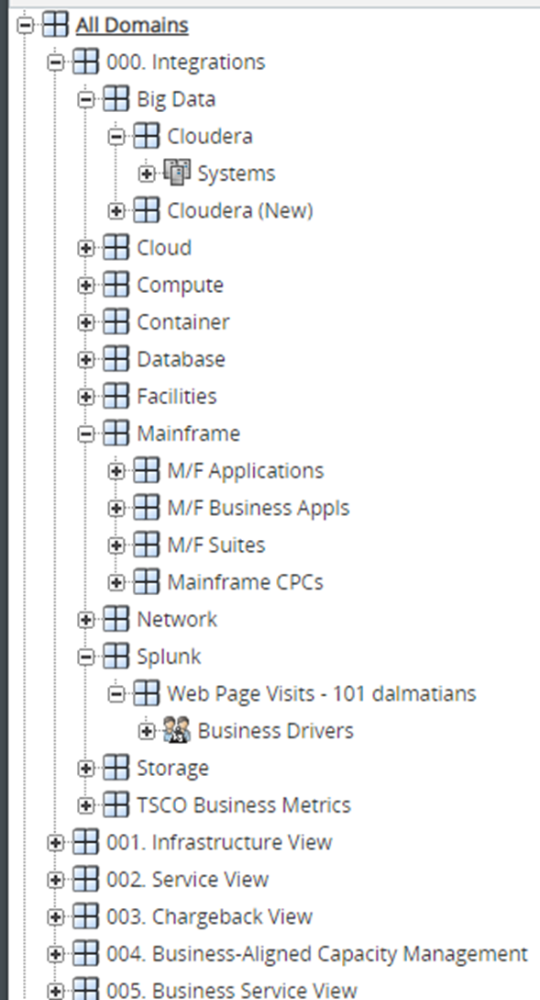 All Domains
000. Integrations
Big Data
Cloudera
Systems
Cloudera (New)
Cloud
Compute
Container
Database
Facilities
Mainframe
M/F Applications
M/F Business Appls
M/F Suites
Mainframe CPCs
Network
Splunk
Web Page Visits - 101 dalmatians
Business Drivers
Storage
TSCO Business Metrics
001. Infrastructure View
002. Service View
003. Chargeback View
004. Business-Aligned Capacity Management
005. Business Service View